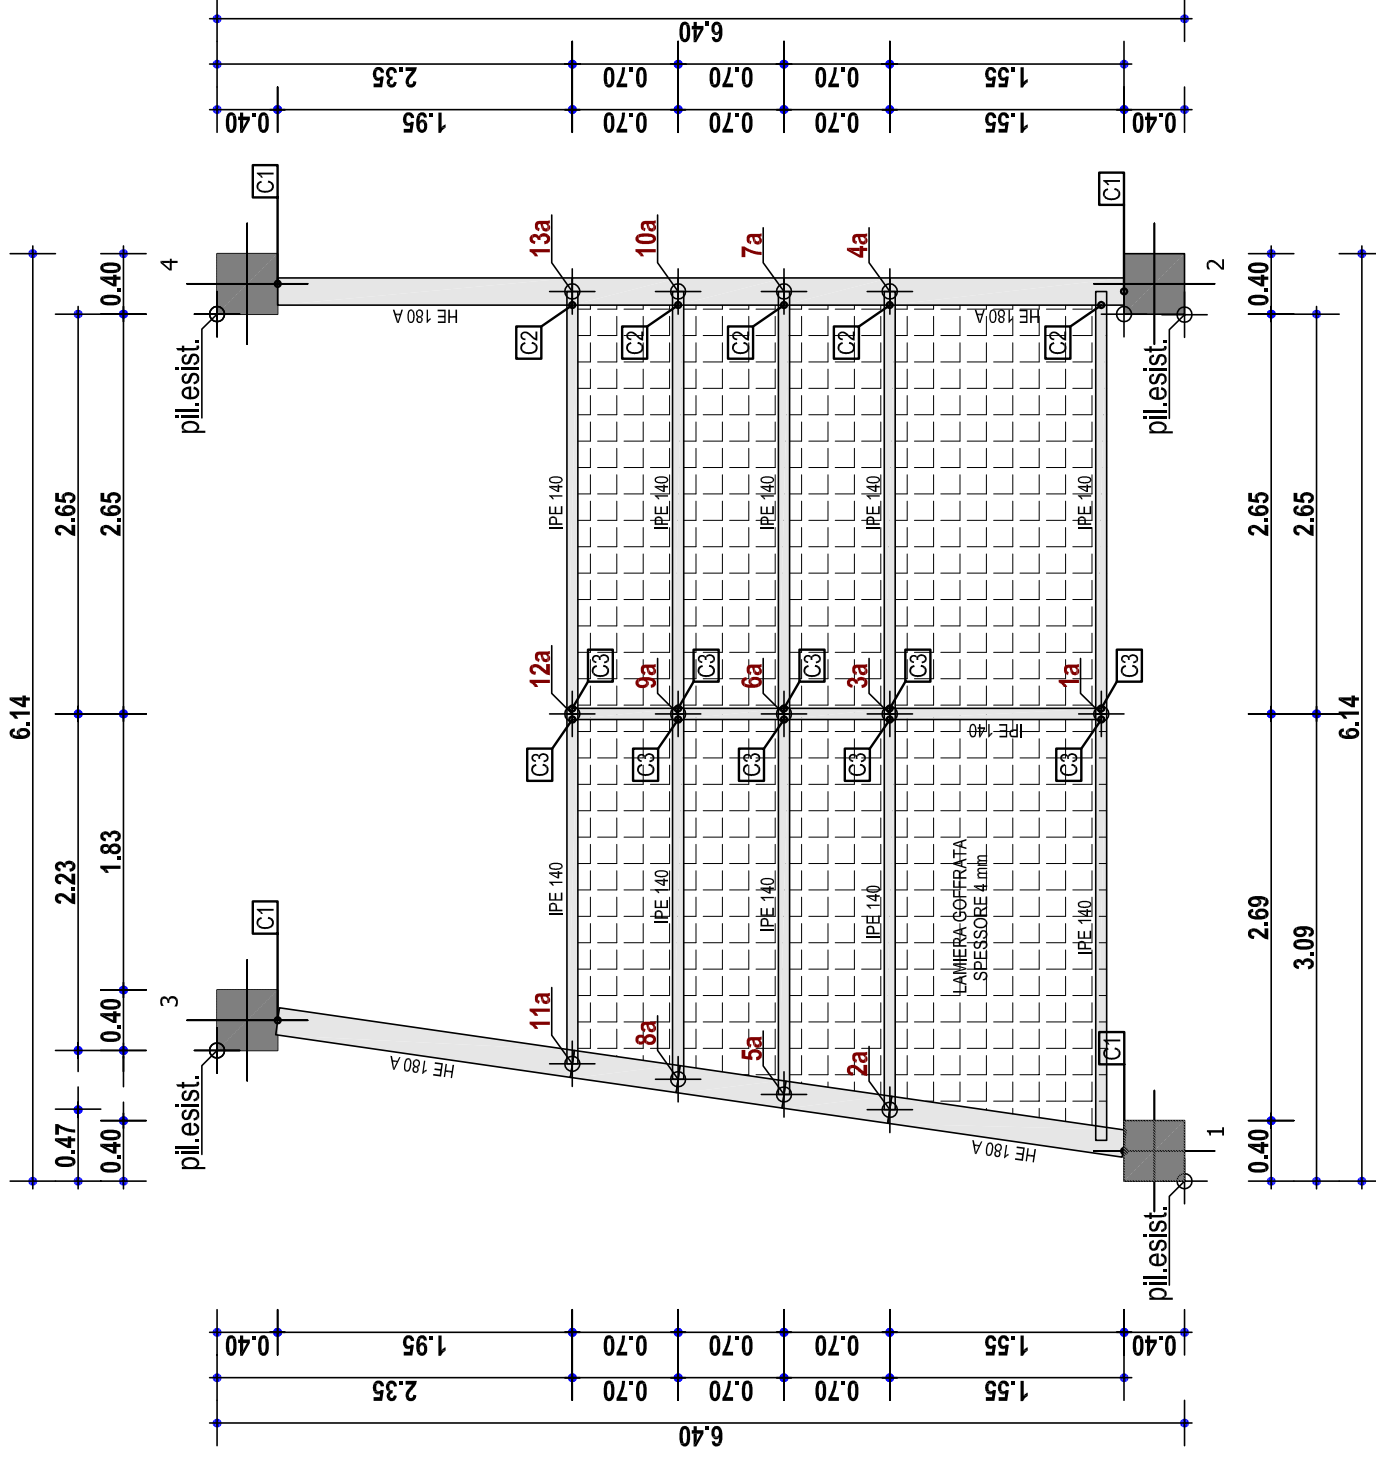 6.40
2.35
0.70
0.70
0.70
1.55
0.40
1.95
0.70
0.70
0.70
1.55
0.40
C1
C1
4
2
0.40
0.40
13a
10a
7a
4a
HE 180 A
HE 180 A
C2
C2
C2
C2
C2
pil.esist.
pil.esist.
2.65
2.65
2.65
2.65
IPE 140
IPE 140
IPE 140
IPE 140
IPE 140
12a
9a
6a
3a
1a
C3
C3
C3
C3
C3
6.14
6.14
IPE 140
C3
C3
C3
C3
C3
2.23
1.83
IPE 140
IPE 140
IPE 140
IPE 140
IPE 140
LAMIERA GOFFRATA
SPESSORE 4 mm
2.69
3.09
C1
3
0.40
11a
8a
5a
2a
C1
HE 180 A
HE 180 A
pil.esist.
0.47
0.40
1
0.40
pil.esist.
0.40
1.95
0.70
0.70
0.70
1.55
0.40
2.35
0.70
0.70
0.70
1.55
6.40